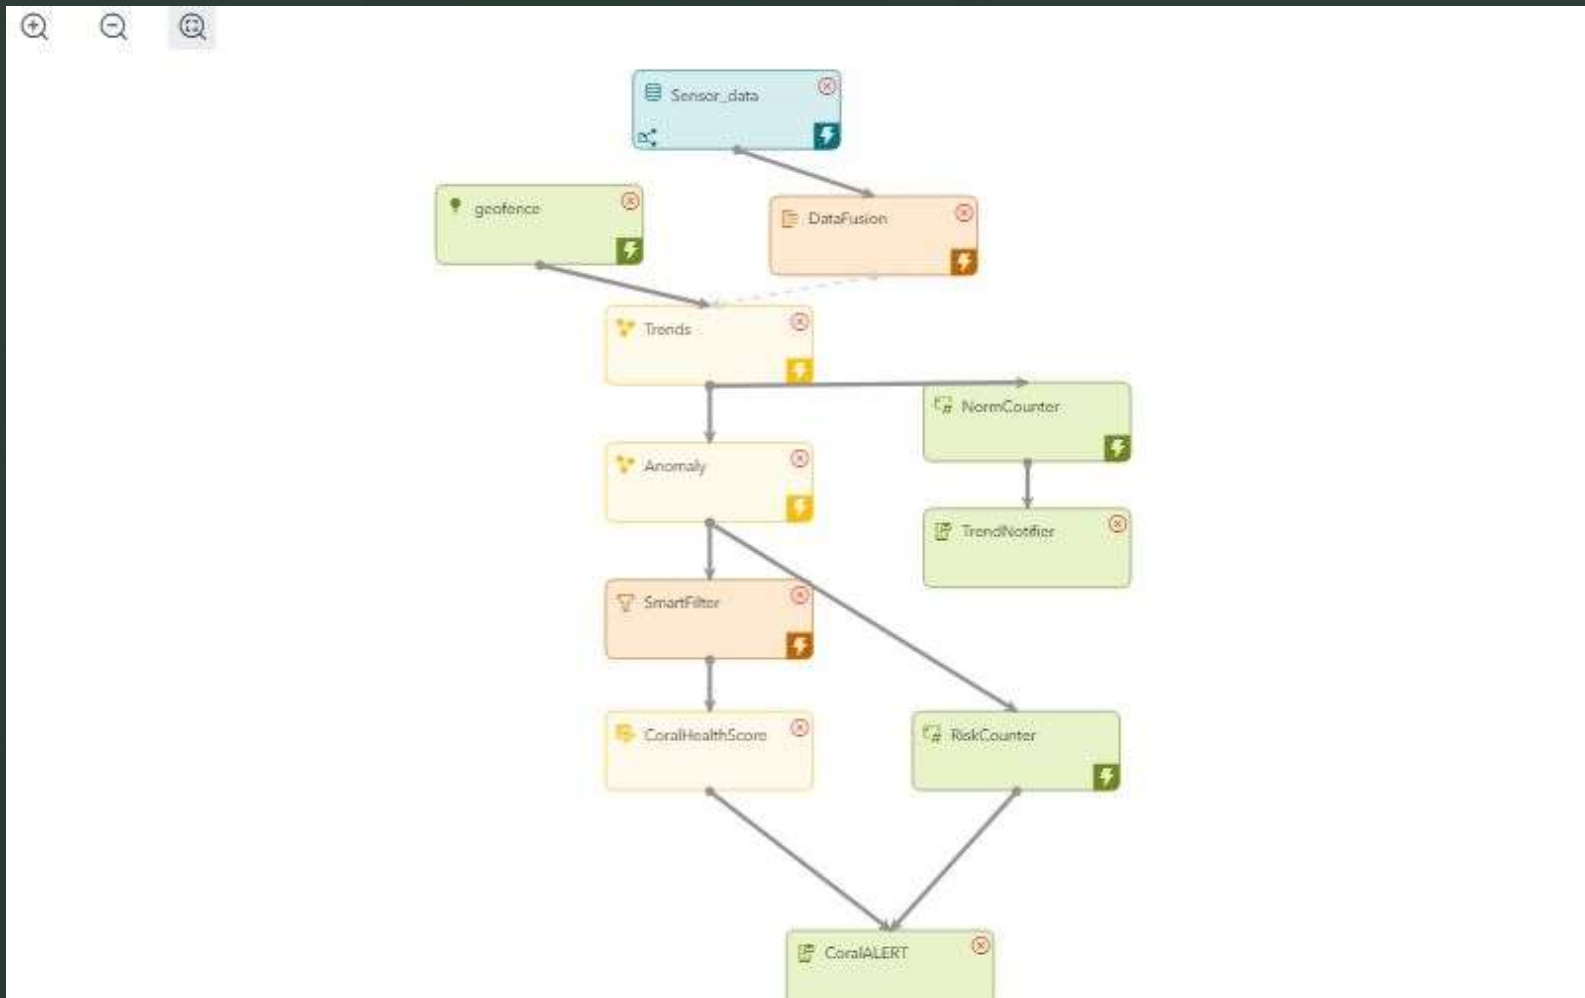 Sensor_data
geofence
DataFusion
Trends
NormCounter
Anomaly
TrendNotifier
SmartFilter
CoralHealthScore
RiskCounter
CoralALERT